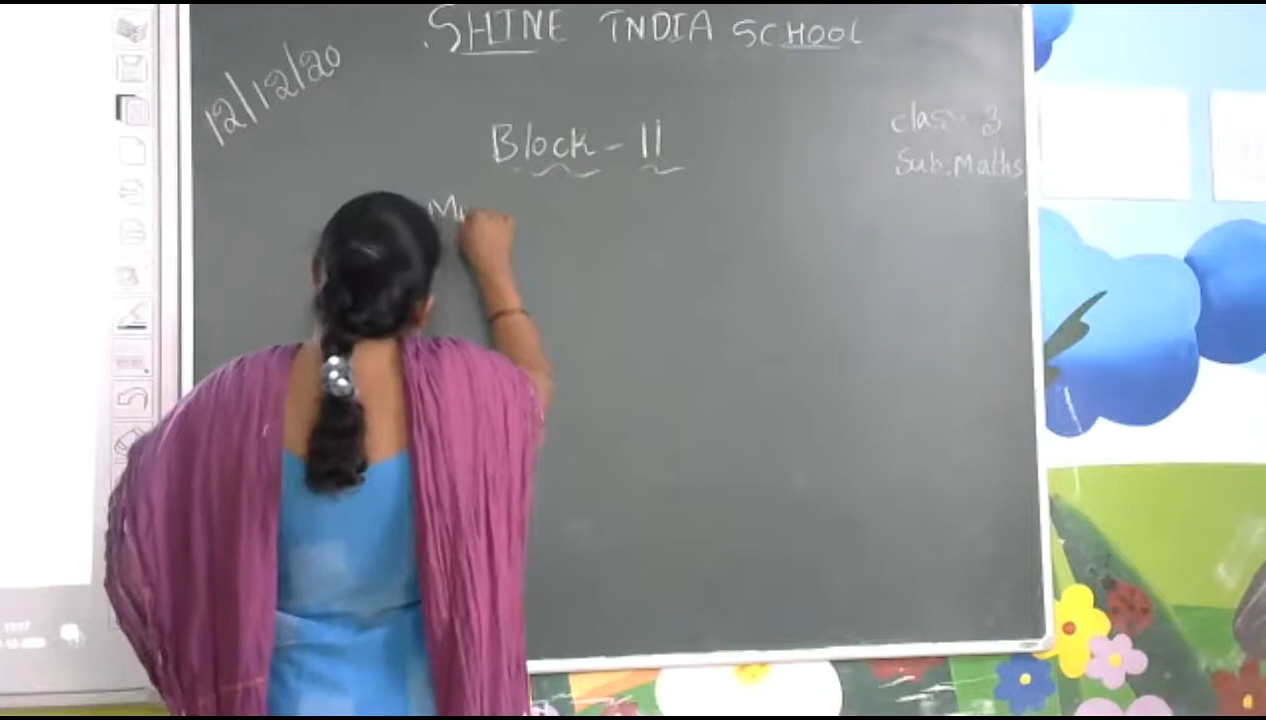 SHINE INDIA SCHOOL
12/12/20
Block - 11
class 3
Sub. Maths